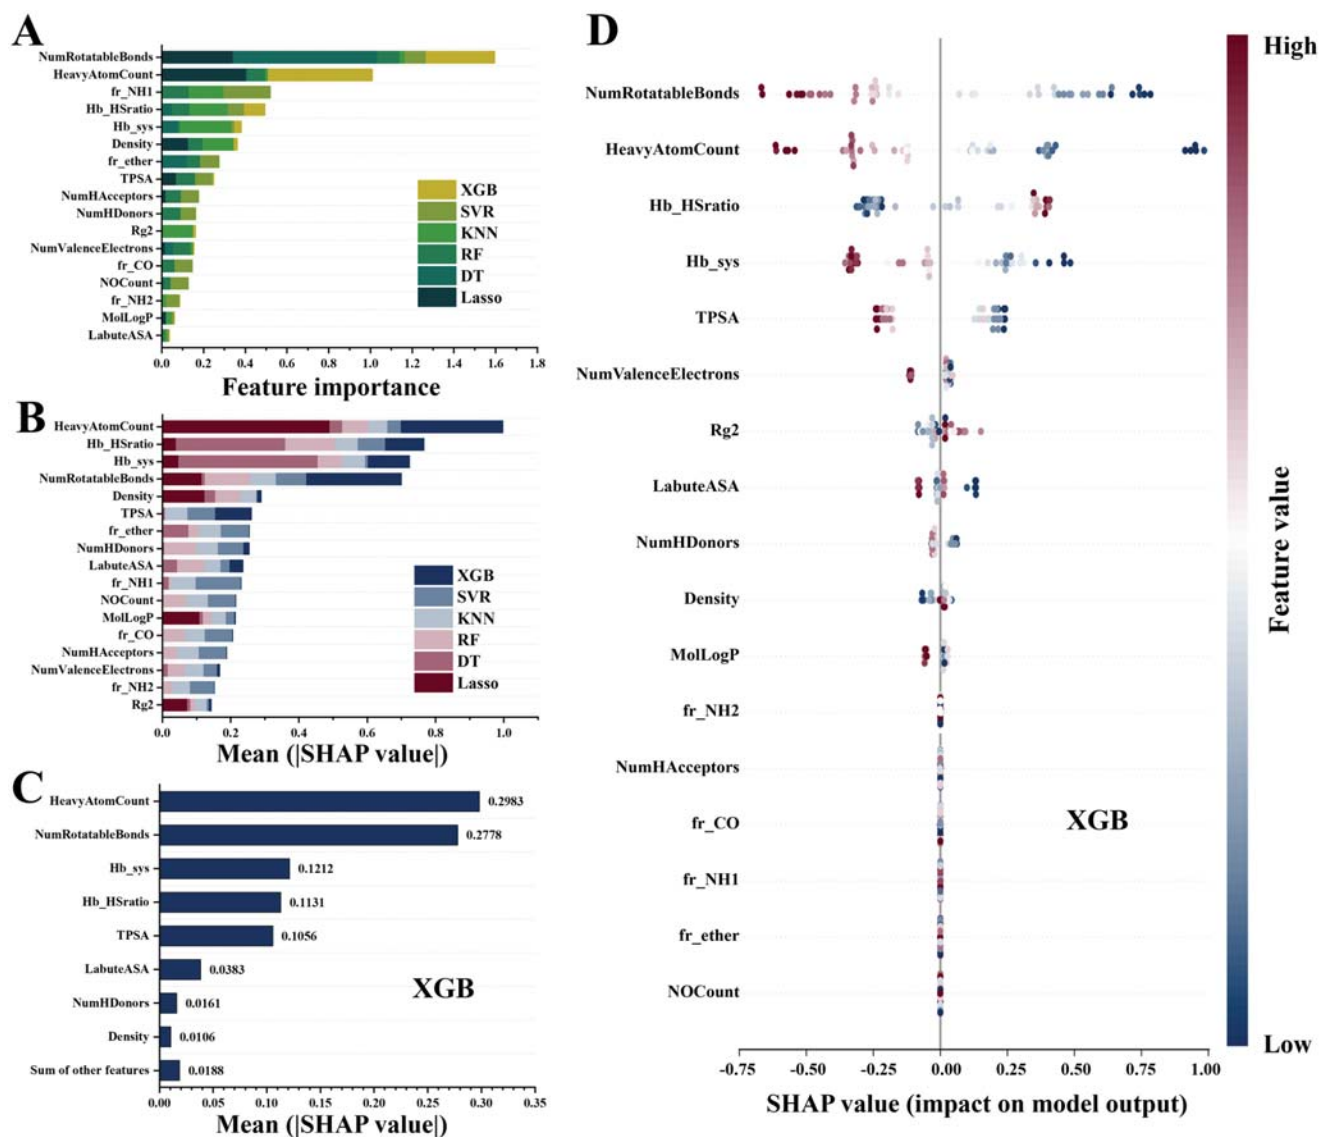 A
NumRotatableBonds
HeavyAtomCount
fr_NH1
Hb_HSratio
Hb_sys
Density
fr_ether
TPSA
NumHAcceptors
NumHDonors
Rg2
NumValenceElectrons
fr_CO
NOCount
fr_NH2
MolLogP
LabuteASA
XGB
SVR
KNN
RF
DT
Lasso
0.0 0.2 0.4 0.6 0.8 1.0 1.2 1.4 1.6 1.8
Feature importance
B
HeavyAtomCount
Hb_HSratio
Hb_sys
NumRotatableBonds
Density
TPSA
fr_ether
NumHDonors
LabuteASA
fr_NH1
NOCount
MolLogP
fr_CO
NumHAcceptors
NumValenceElectrons
fr_NH2
Rg2
XGB
SVR
KNN
RF
DT
Lasso
0.0 0.2 0.4 0.6 0.8 1.0
Mean (|SHAP value|)
C
HeavyAtomCount 0.2983
NumRotatableBonds 0.2778
Hb_sys 0.1212
Hb_HSratio 0.1131
TPSA 0.1056
LabuteASA 0.0383
XGB
NumHDonors 0.0161
Density 0.0106
Sum of other features 0.0188
0.00 0.05 0.10 0.15 0.20 0.25 0.30 0.35
Mean (|SHAP value|)
D
NumRotatableBonds
HeavyAtomCount
Hb_HSratio
Hb_sys
TPSA
NumValenceElectrons
Rg2
LabuteASA
NumHDonors
Density
MolLogP
fr_NH2
NumHAcceptors
fr_CO
XGB
fr_NH1
fr_ether
NOCount
-0.75 -0.50 -0.25 0.00 0.25 0.50 0.75 1.00
SHAP value (impact on model output)
High
Feature value
Low